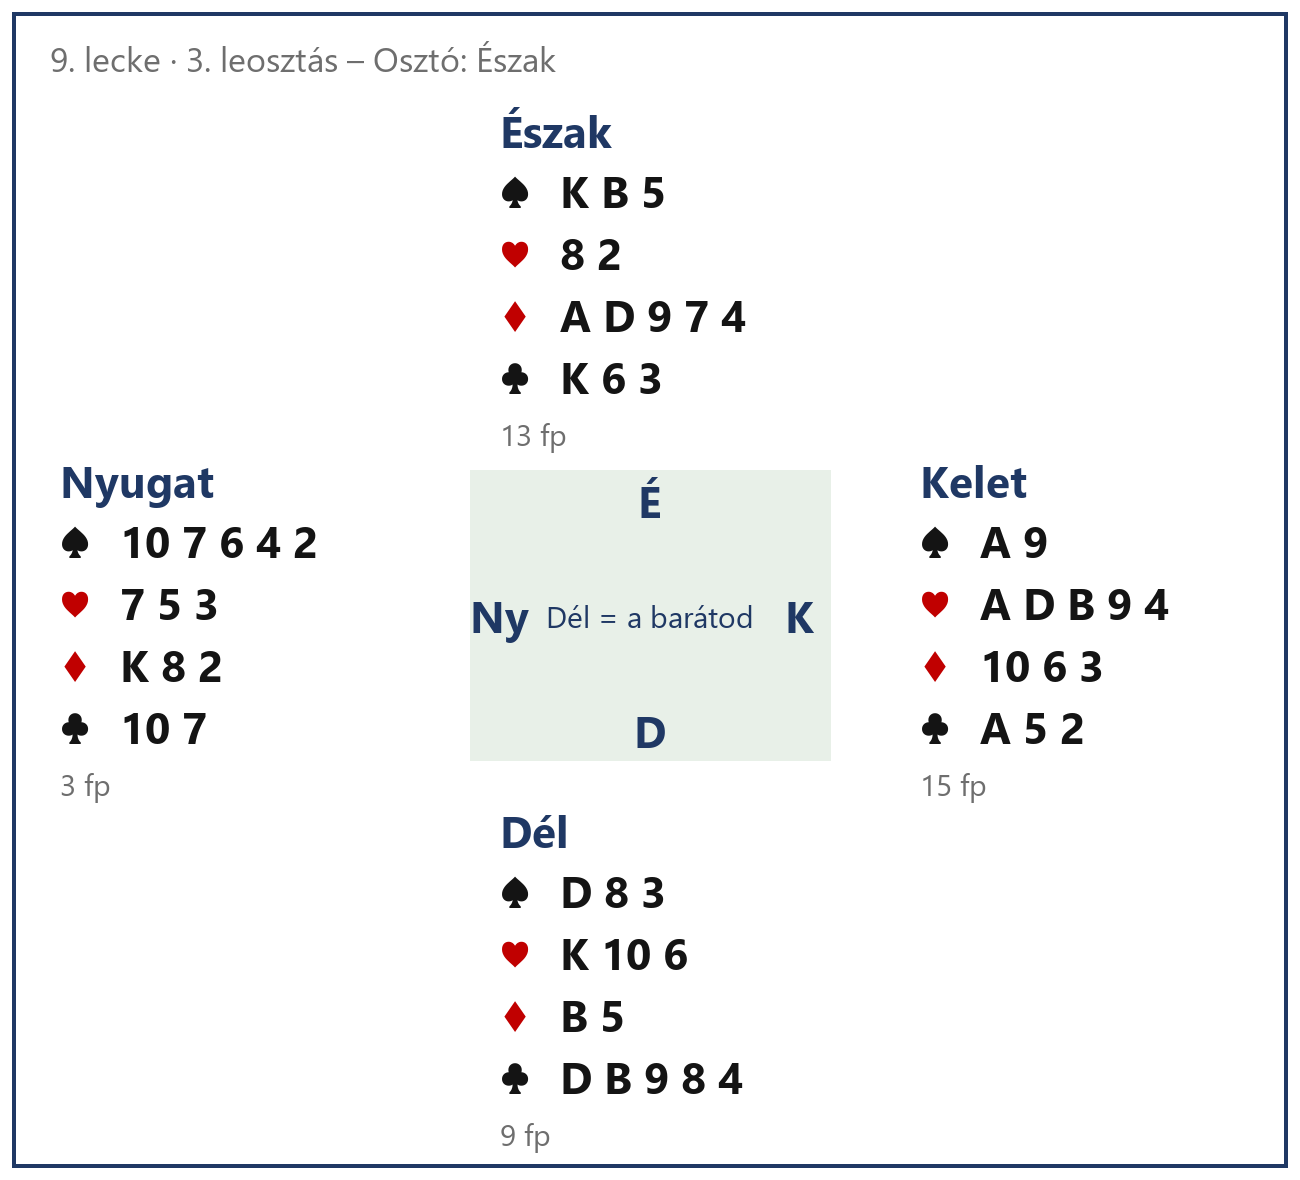 9. lecke · 3. leosztás – Osztó: Észak
Észak
♠ K B 5
♥ 8 2
♦ A D 9 7 4
♣ K 6 3
13 fp
Nyugat
♠ 10 7 6 4 2
♥ 7 5 3
♦ K 8 2
♣ 10 7
3 fp
É
Ny Dél = a barátod K
D
Kelet
♠ A 9
♥ A D B 9 4
♦ 10 6 3
♣ A 5 2
15 fp
Dél
♠ D 8 3
♥ K 10 6
♦ B 5
♣ D B 9 8 4
9 fp